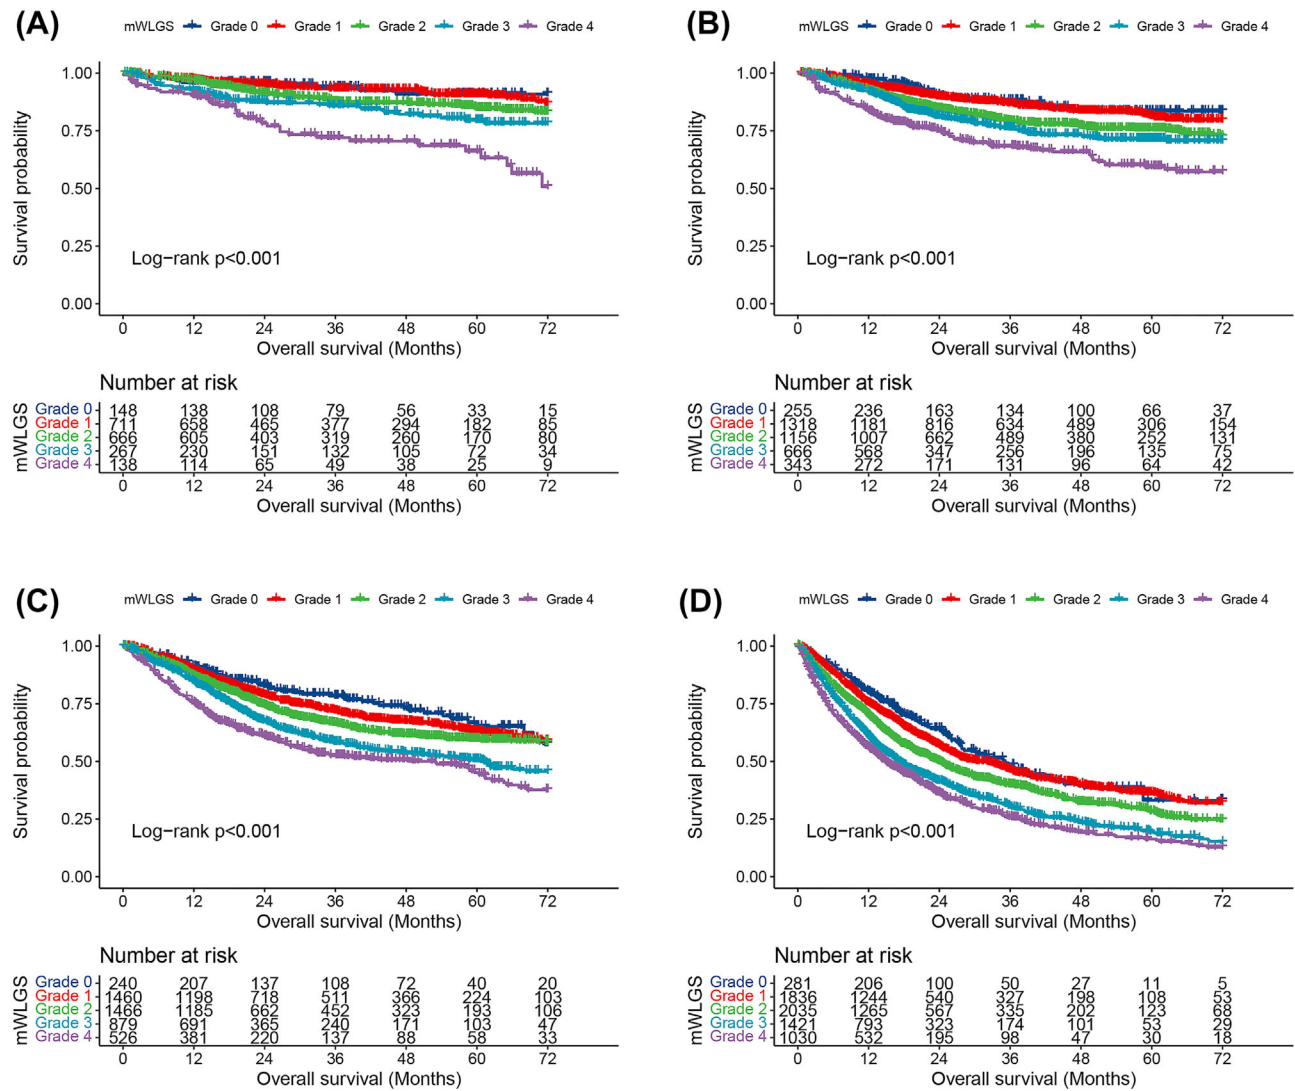 (A)
mWLGS Grade 0 Grade 1 Grade 2 Grade 3 Grade 4
1.00
0.75
0.50
0.25
0.00
Survival probability
Log−rank p<0.001
0 12 24 36 48 60 72
Overall survival (Months)
Number at risk
mWLGS
Grade 0 148 138 108 79 56 33 15
Grade 1 711 658 465 377 294 182 85
Grade 2 666 605 403 319 260 170 80
Grade 3 267 230 151 132 105 72 34
Grade 4 138 114 65 49 38 25 9
0 12 24 36 48 60 72
Overall survival (Months)
(B)
mWLGS Grade 0 Grade 1 Grade 2 Grade 3 Grade 4
1.00
0.75
0.50
0.25
0.00
Survival probability
Log−rank p<0.001
0 12 24 36 48 60 72
Overall survival (Months)
Number at risk
mWLGS
Grade 0 255 236 163 134 100 66 37
Grade 1 1318 1181 816 634 489 306 154
Grade 2 1156 1007 662 489 380 252 131
Grade 3 666 568 347 256 196 135 75
Grade 4 343 272 171 131 96 64 42
0 12 24 36 48 60 72
Overall survival (Months)
(C)
mWLGS Grade 0 Grade 1 Grade 2 Grade 3 Grade 4
1.00
0.75
0.50
0.25
0.00
Survival probability
Log−rank p<0.001
0 12 24 36 48 60 72
Overall survival (Months)
Number at risk
mWLGS
Grade 0 240 207 137 108 72 40 20
Grade 1 1460 1198 718 511 366 224 103
Grade 2 1466 1185 662 452 323 193 106
Grade 3 879 691 365 240 171 103 47
Grade 4 526 381 220 137 88 58 33
0 12 24 36 48 60 72
Overall survival (Months)
(D)
mWLGS Grade 0 Grade 1 Grade 2 Grade 3 Grade 4
1.00
0.75
0.50
0.25
0.00
Survival probability
Log−rank p<0.001
0 12 24 36 48 60 72
Overall survival (Months)
Number at risk
mWLGS
Grade 0 281 206 100 50 27 11 5
Grade 1 1836 1244 540 327 198 108 53
Grade 2 2035 1265 567 335 202 123 68
Grade 3 1421 793 323 174 101 53 29
Grade 4 1030 532 195 98 47 30 18
0 12 24 36 48 60 72
Overall survival (Months)